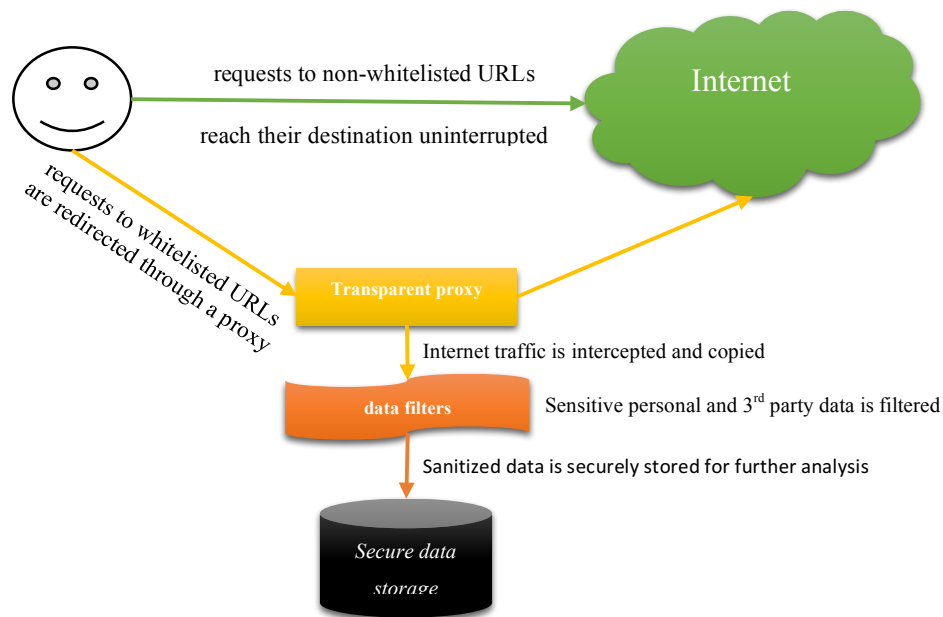 requests to non-whitelisted URLs
Internet
reach their destination uninterrupted
requests to whitelisted URLs
are redirected through a proxy
Transparent proxy
Internet traffic is intercepted and copied
data filters
Sensitive personal and 3rd party data is filtered
Sanitized data is securely stored for further analysis
Secure data
storage